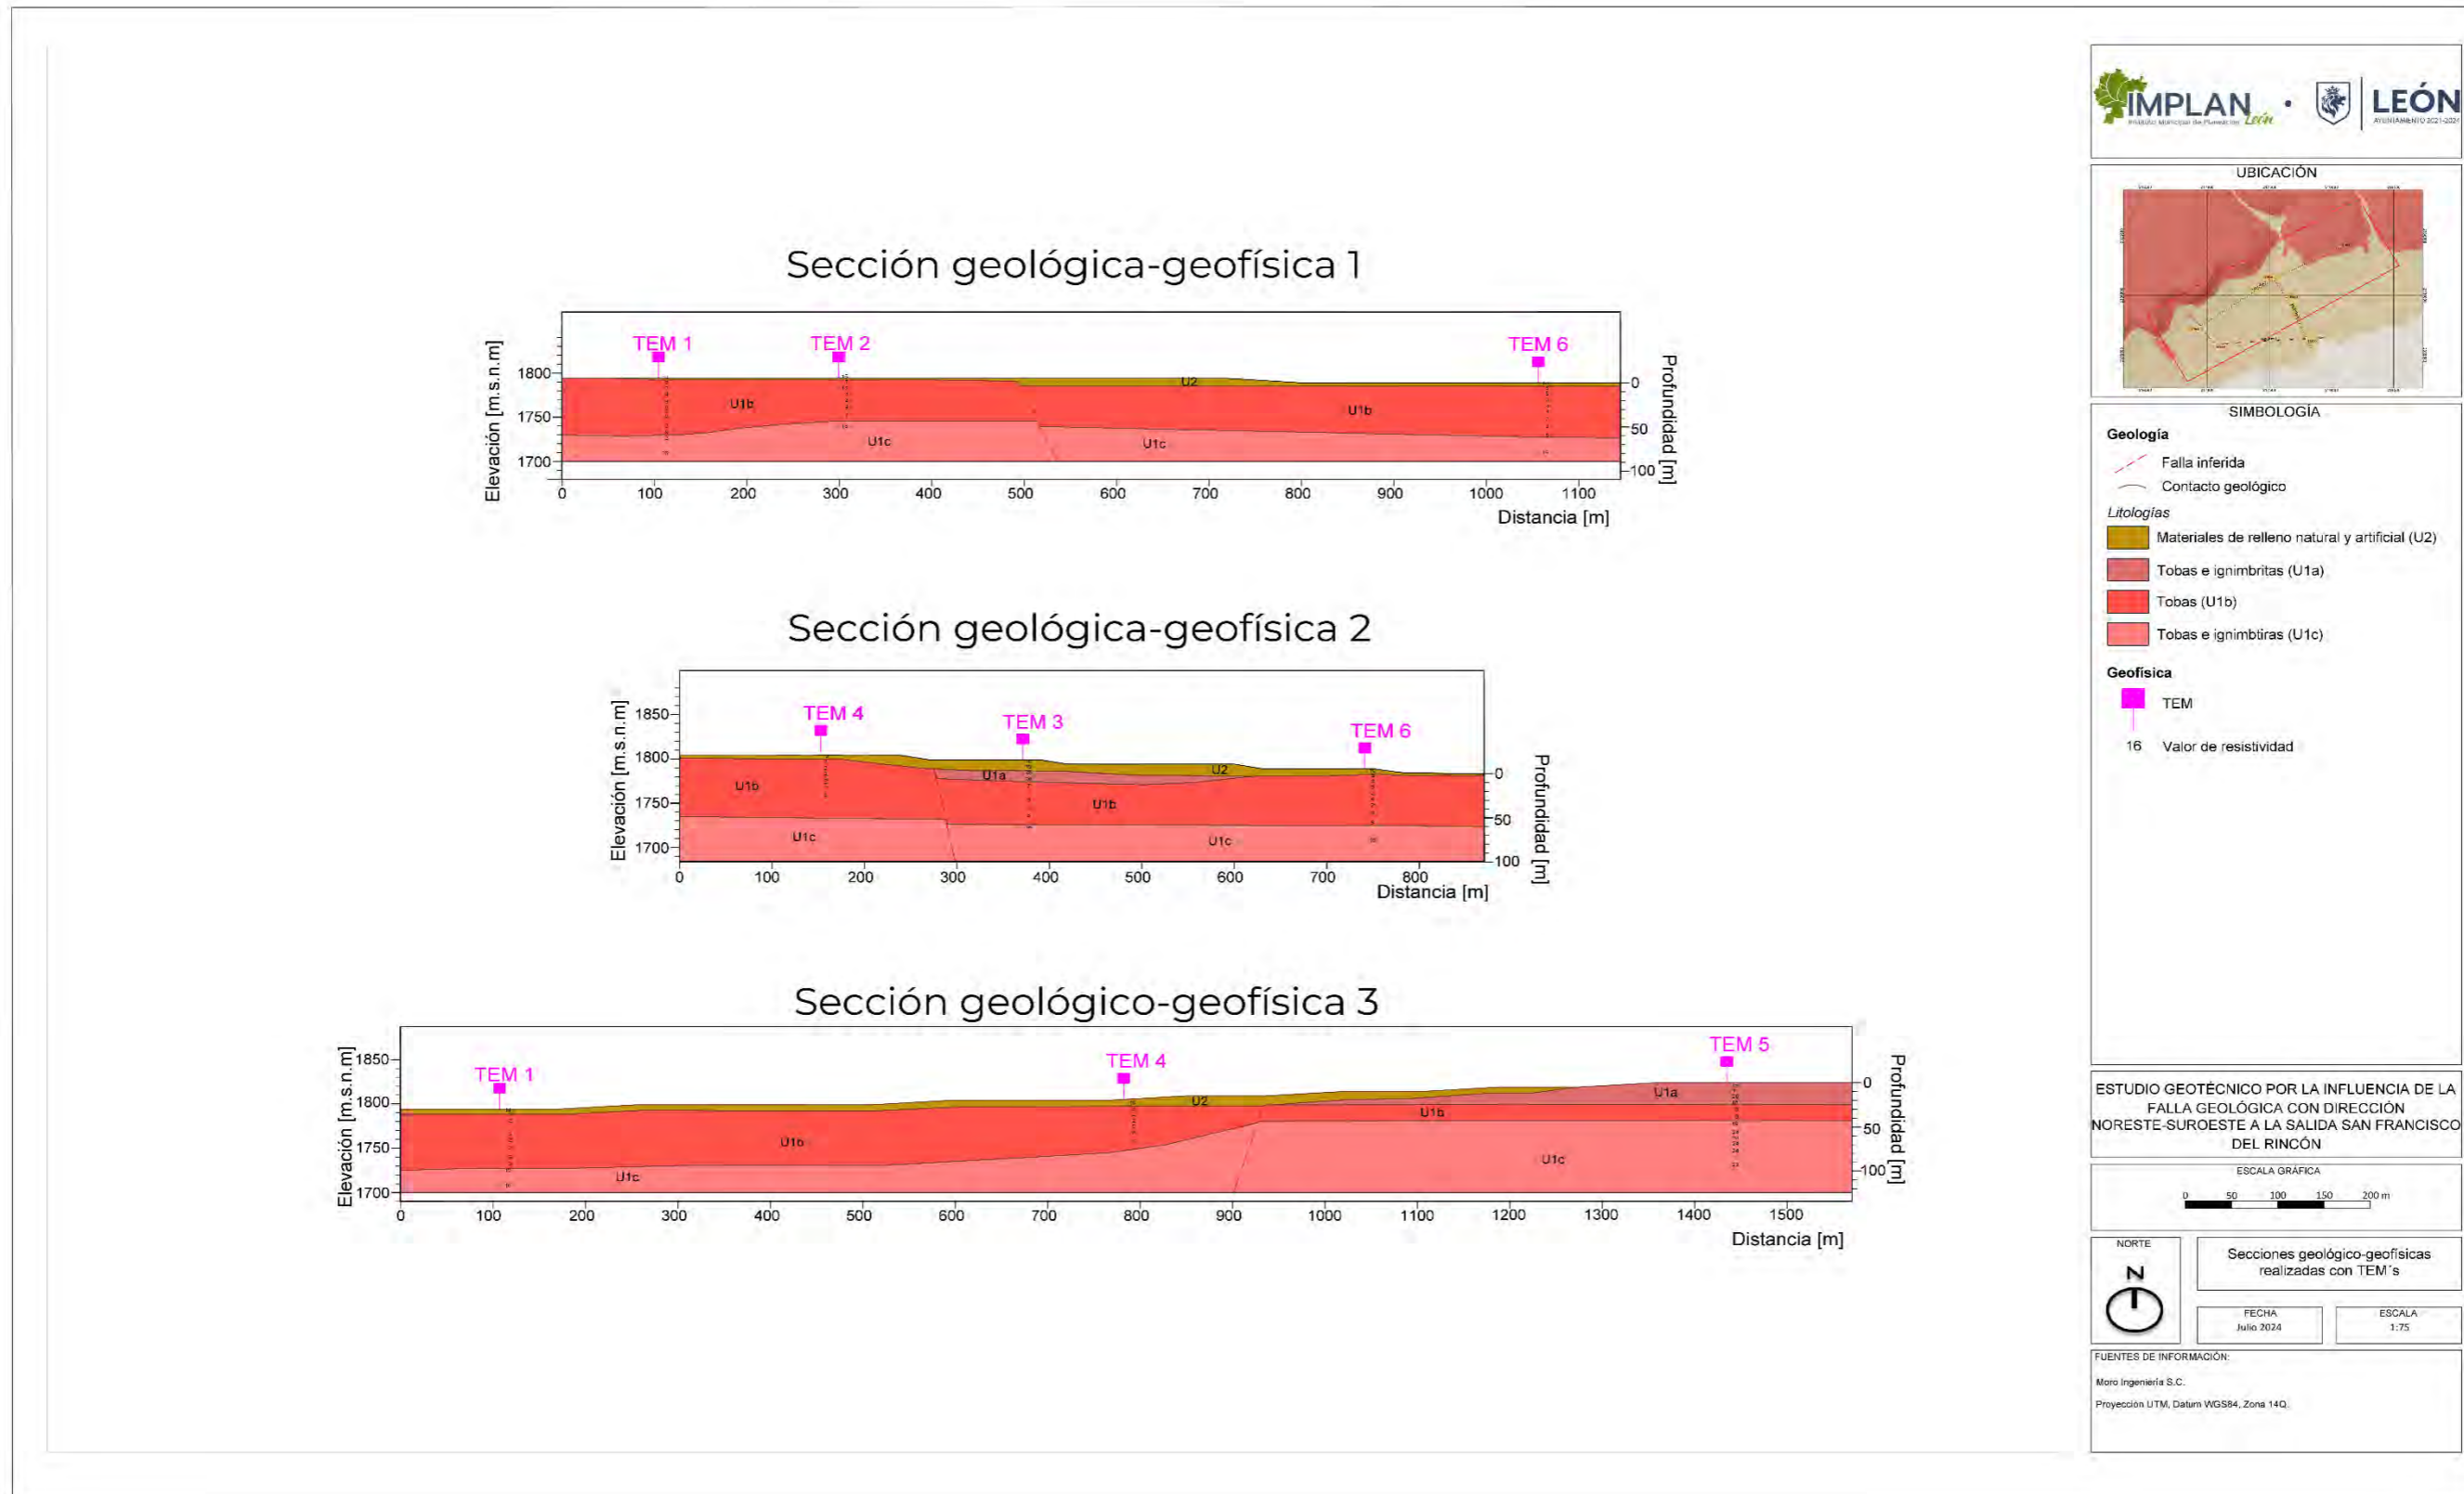 Sección geológica-geofísica 1
TEM 1
TEM 2
TEM 6
Elevación [m.s.n.m]
1800
1750
1700
U1b
U1c
U2
U1b
U1c
0
50
100
Profundidad [m]
0 100 200 300 400 500 600 700 800 900 1000 1100
Distancia [m]
Sección geológica-geofísica 2
TEM 4
TEM 3
TEM 6
Elevación [m.s.n.m]
1850
1800
1750
1700
U1b
U1c
U1a
U2
U1b
U1c
0
50
100
Profundidad [m]
0 100 200 300 400 500 600 700 800
Distancia [m]
Sección geológico-geofísica 3
TEM 1
TEM 4
TEM 5
Elevación [m.s.n.m]
1850
1800
1750
1700
U1b
U1c
U2
U1b
U1a
U1c
0
50
100
Profundidad [m]
0 100 200 300 400 500 600 700 800 900 1000 1100 1200 1300 1400 1500
Distancia [m]
IMPLAN León
Instituto Municipal de Planeación
LEÓN
AYUNTAMIENTO 2021-2024
UBICACIÓN
SIMBOLOGÍA
Geología
Falla inferida
Contacto geológico
Litologías
Materiales de relleno natural y artificial (U2)
Tobas e ignimbritas (U1a)
Tobas (U1b)
Tobas e ignimbtiras (U1c)
Geofísica
TEM
16 Valor de resistividad
ESTUDIO GEOTÉCNICO POR LA INFLUENCIA DE LA
FALLA GEOLÓGICA CON DIRECCIÓN
NORESTE-SUROESTE A LA SALIDA SAN FRANCISCO
DEL RINCÓN
ESCALA GRÁFICA
0 50 100 150 200 m
NORTE
N
Secciones geológico-geofísicas
realizadas con TEM´s
FECHA
Julio 2024
ESCALA
1:75
FUENTES DE INFORMACIÓN:
Moro Ingeniería S.C.
Proyección UTM, Datum WGS84, Zona 14Q.